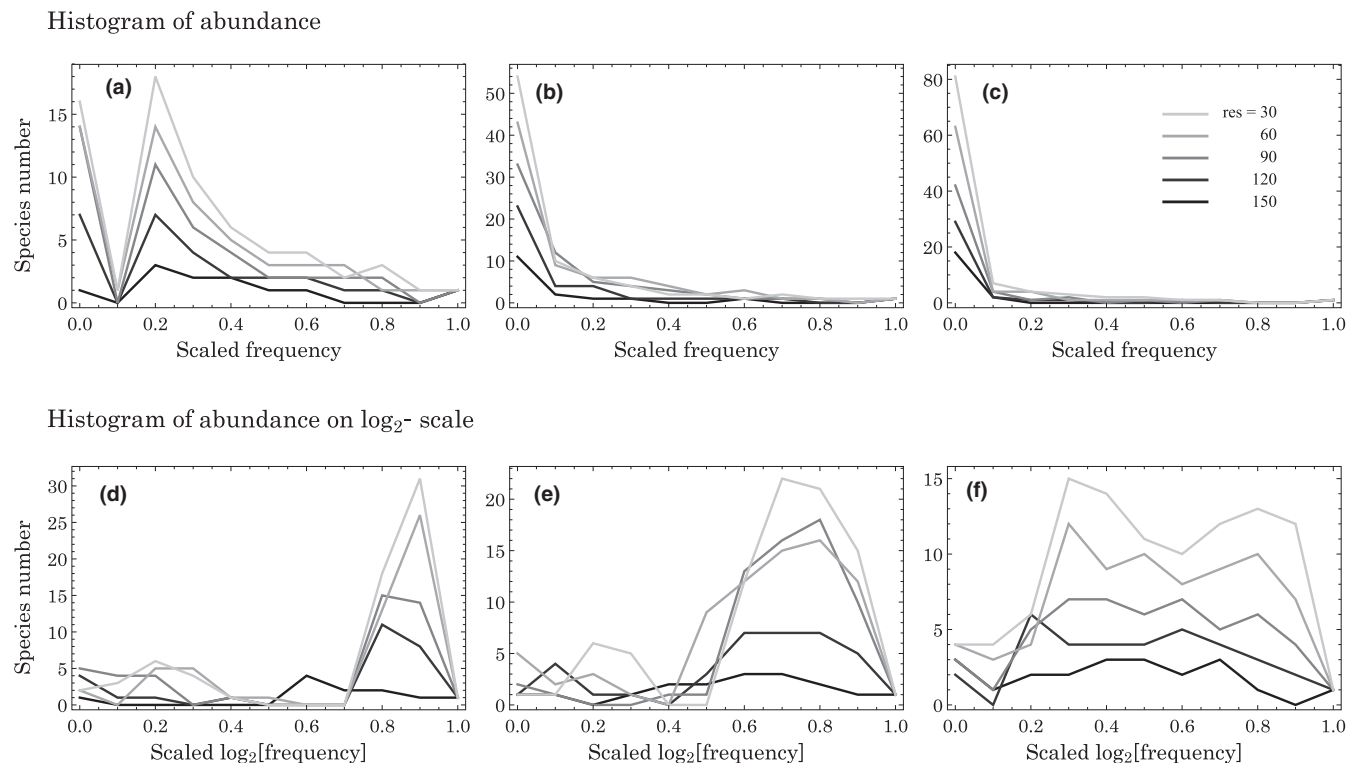 Histogram of abundance
(a)
(b)
(c)
Species number
15
10
5
0
50
40
30
20
10
0
80
60
40
20
0
res = 30
60
90
120
150
0.0 0.2 0.4 0.6 0.8 1.0
0.0 0.2 0.4 0.6 0.8 1.0
0.0 0.2 0.4 0.6 0.8 1.0
Scaled frequency
Scaled frequency
Scaled frequency
Histogram of abundance on log₂- scale
(d)
(e)
(f)
Species number
30
25
20
15
10
5
0
20
15
10
5
0
15
10
5
0
0.0 0.2 0.4 0.6 0.8 1.0
0.0 0.2 0.4 0.6 0.8 1.0
0.0 0.2 0.4 0.6 0.8 1.0
Scaled log₂[frequency]
Scaled log₂[frequency]
Scaled log₂[frequency]